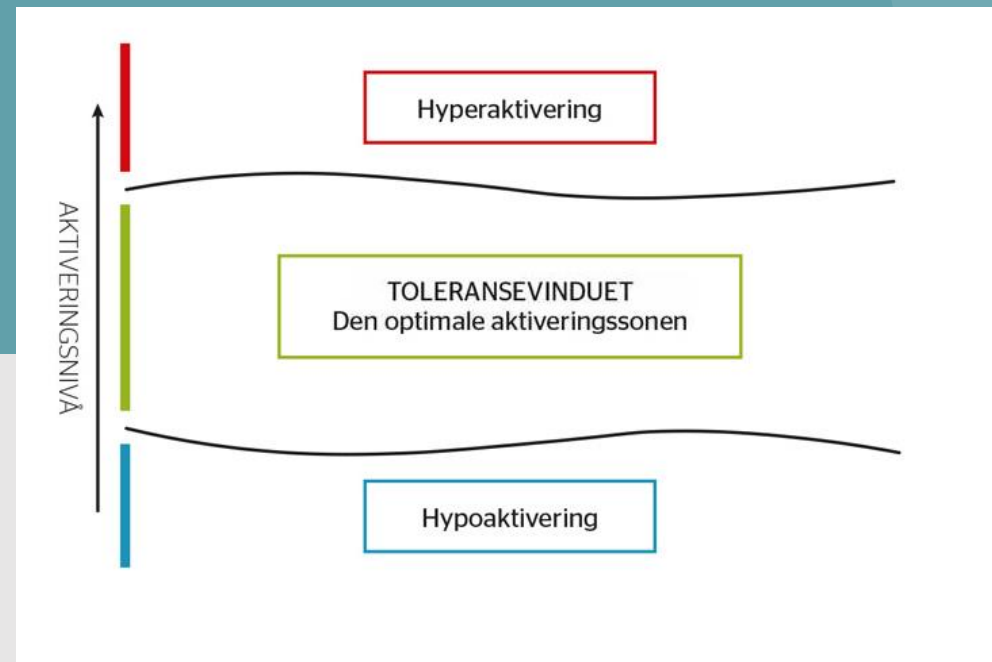 Hyperaktivering
AKTIVERINGSNIVÅ
TOLERANSEVINDUET
Den optimale aktiveringssonen
Hypoaktivering